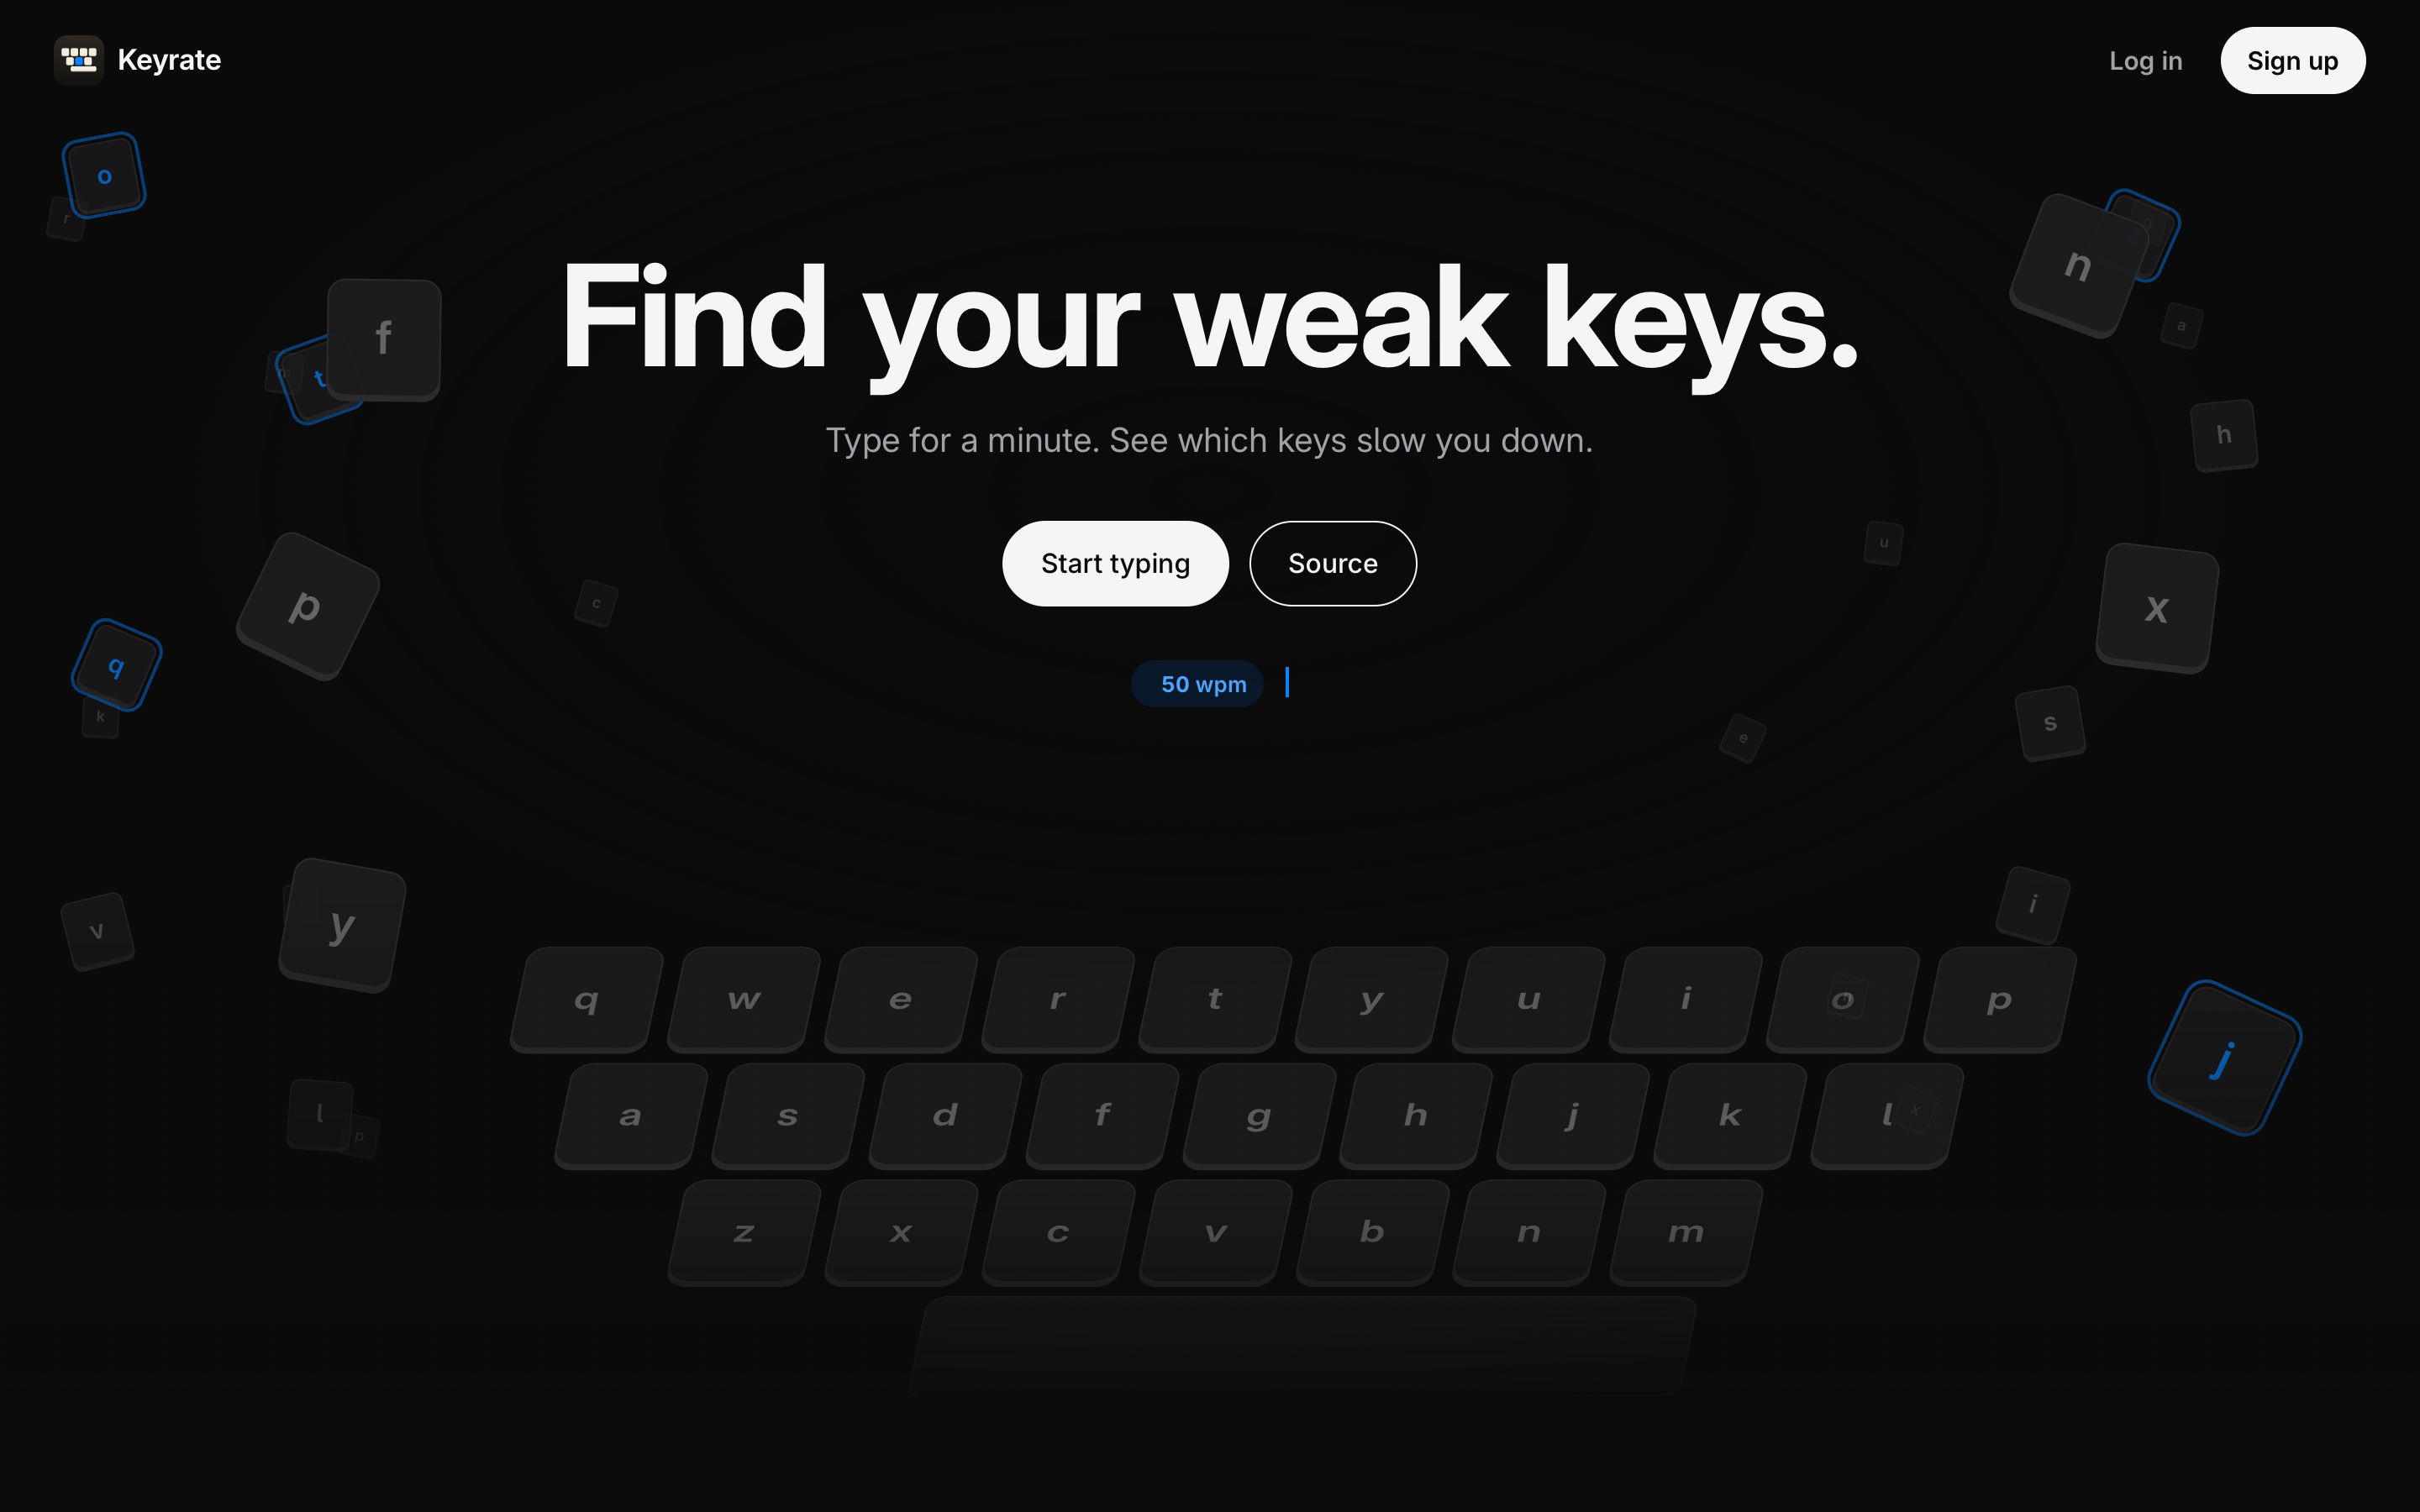 Keyrate
Log in
Sign up
o
r
n
a
f
t
h
Find your weak keys.
Type for a minute. See which keys slow you down.
Start typing
Source
u
p
c
x
q
k
50 wpm
s
e
v
y
i
q w e r t y u i o p
j
a s d f g h j k l
x
l
p
z x c v b n m